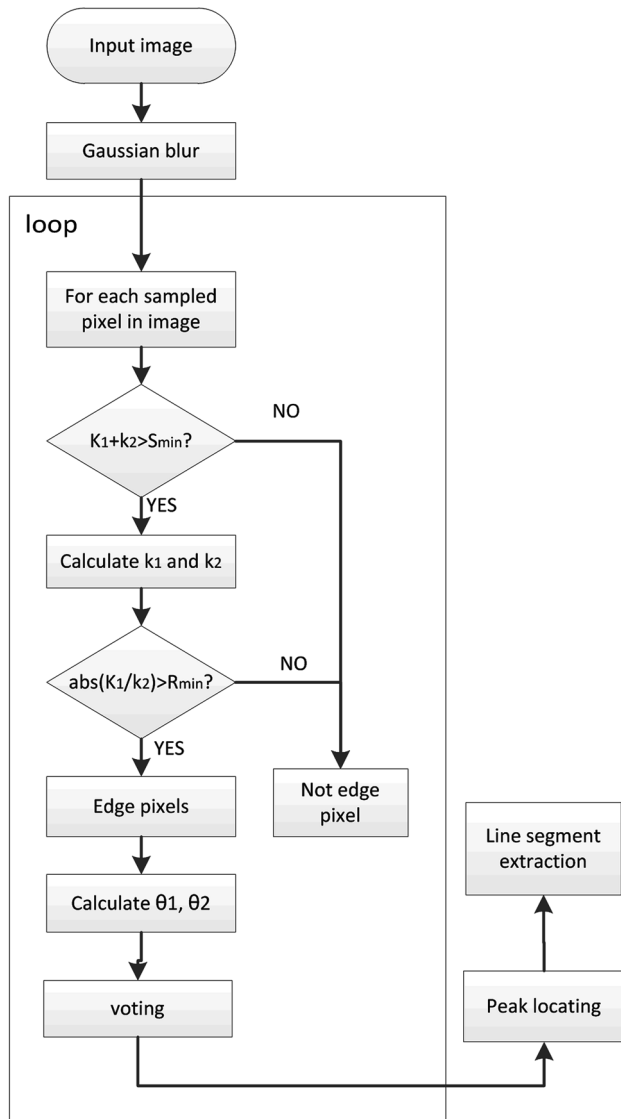 Input image
Gaussian blur
loop
For each sampled
pixel in image
K1+k2>Smin?
NO
YES
Calculate k1 and k2
abs(K1/k2)>Rmin?
NO
YES
Edge pixels
Not edge
pixel
Calculate θ1, θ2
voting
Peak locating
Line segment
extraction